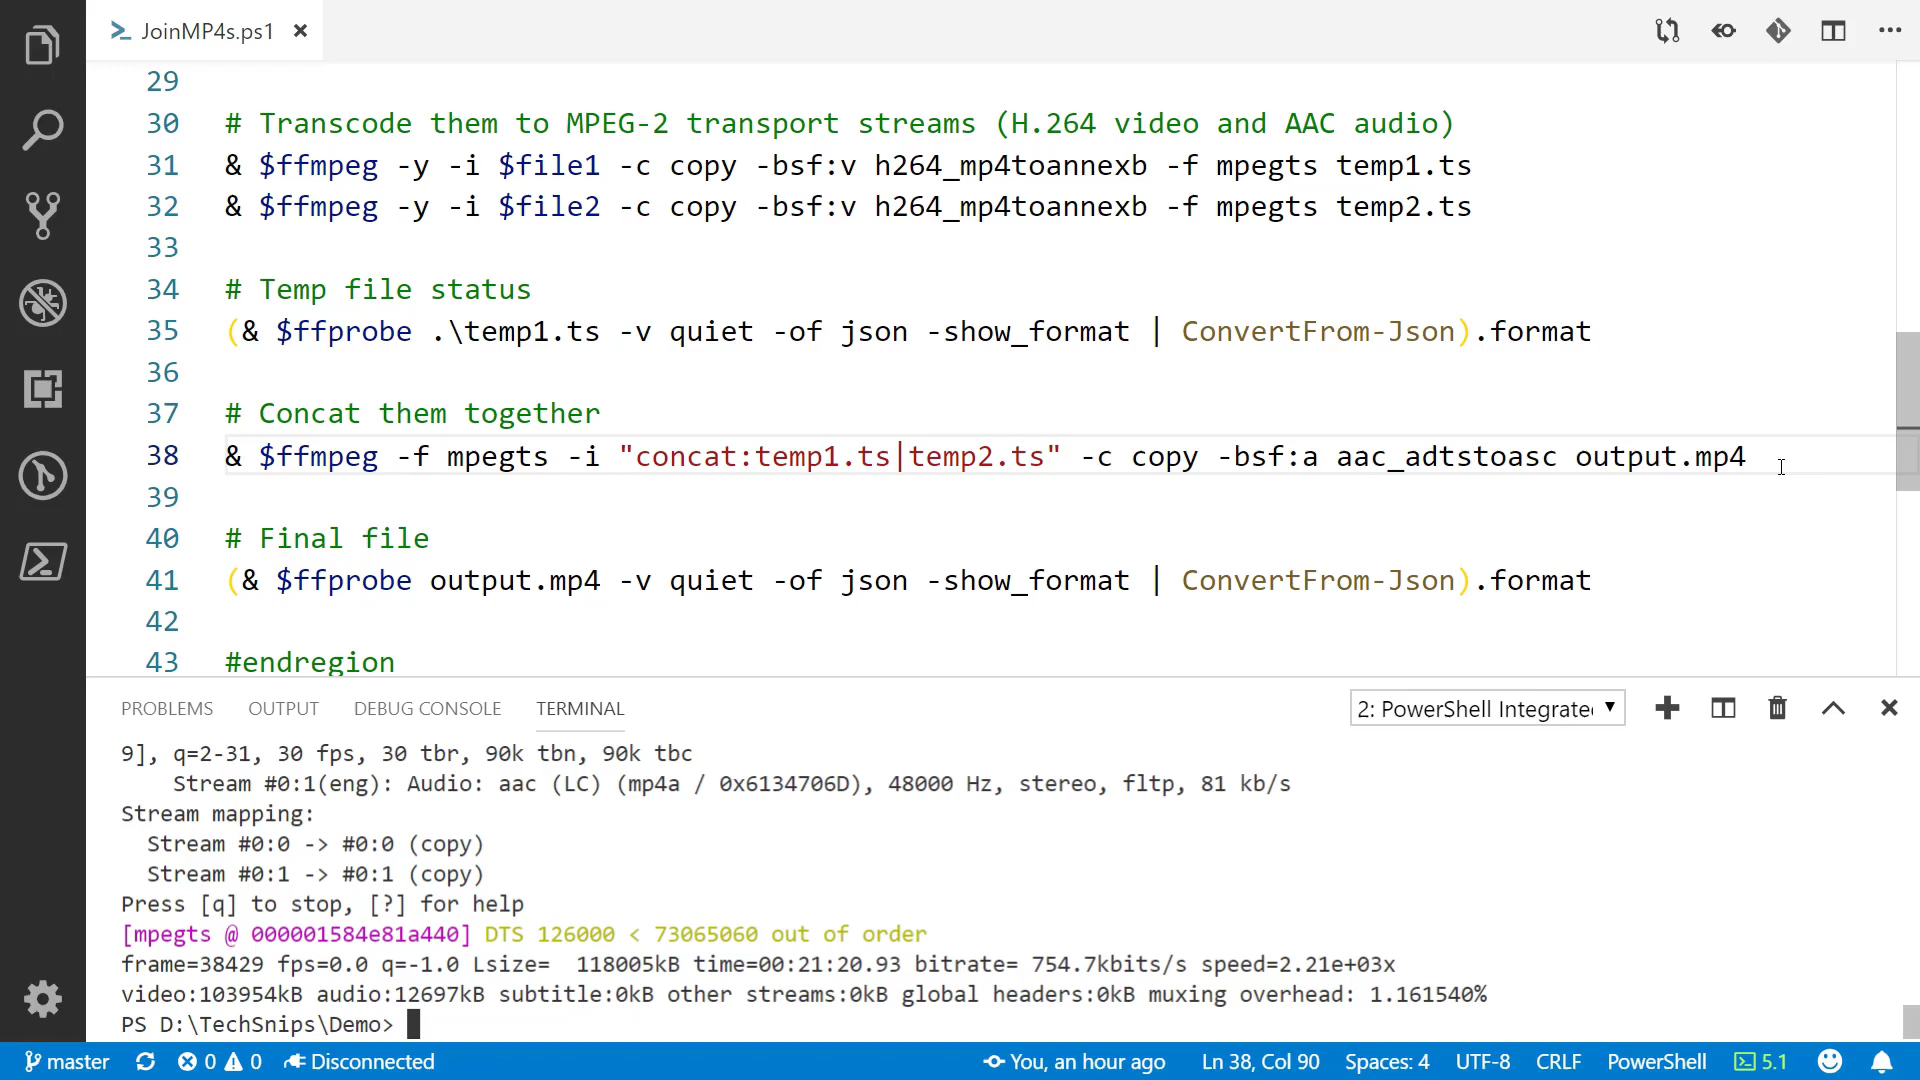 JoinMP4s.ps1
29
30 # Transcode them to MPEG-2 transport streams (H.264 video and AAC audio)
31 & $ffmpeg -y -i $file1 -c copy -bsf:v h264_mp4toannexb -f mpegts temp1.ts
32 & $ffmpeg -y -i $file2 -c copy -bsf:v h264_mp4toannexb -f mpegts temp2.ts
33
34 # Temp file status
35 (& $ffprobe .\temp1.ts -v quiet -of json -show_format | ConvertFrom-Json).format
36
37 # Concat them together
38 & $ffmpeg -f mpegts -i "concat:temp1.ts|temp2.ts" -c copy -bsf:a aac_adtstoasc output.mp4
39
40 # Final file
41 (& $ffprobe output.mp4 -v quiet -of json -show_format | ConvertFrom-Json).format
42
43 #endregion
PROBLEMS OUTPUT DEBUG CONSOLE TERMINAL 2: PowerShell Integrate
9], q=2-31, 30 fps, 30 tbr, 90k tbn, 90k tbc
Stream #0:1(eng): Audio: aac (LC) (mp4a / 0x6134706D), 48000 Hz, stereo, fltp, 81 kb/s
Stream mapping:
Stream #0:0 -> #0:0 (copy)
Stream #0:1 -> #0:1 (copy)
Press [q] to stop, [?] for help
[mpegts @ 000001584e81a440] DTS 126000 < 73065060 out of order
frame=38429 fps=0.0 q=-1.0 Lsize=  118005kB time=00:21:20.93 bitrate= 754.7kbits/s speed=2.21e+03x
video:103954kB audio:12697kB subtitle:0kB other streams:0kB global headers:0kB muxing overhead: 1.161540%
PS D:\TechSnips\Demo>
master 0 0 Disconnected You, an hour ago Ln 38, Col 90 Spaces: 4 UTF-8 CRLF PowerShell 5.1